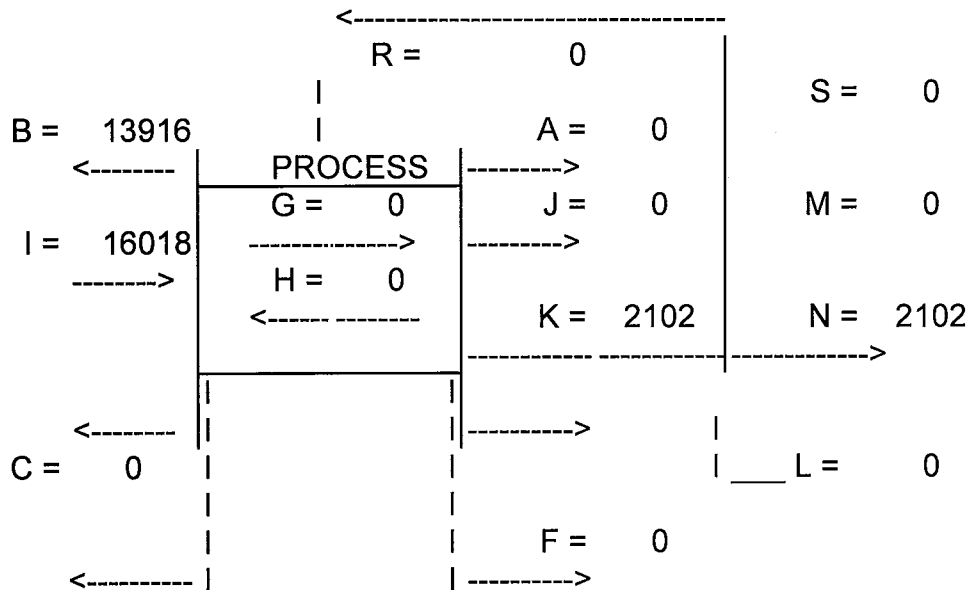 R = 0
S = 0
B = 13916 A = 0
PROCESS
G = 0 J = 0 M = 0
I = 16018
H = 0
K = 2102 N = 2102
C = 0 L = 0
F = 0